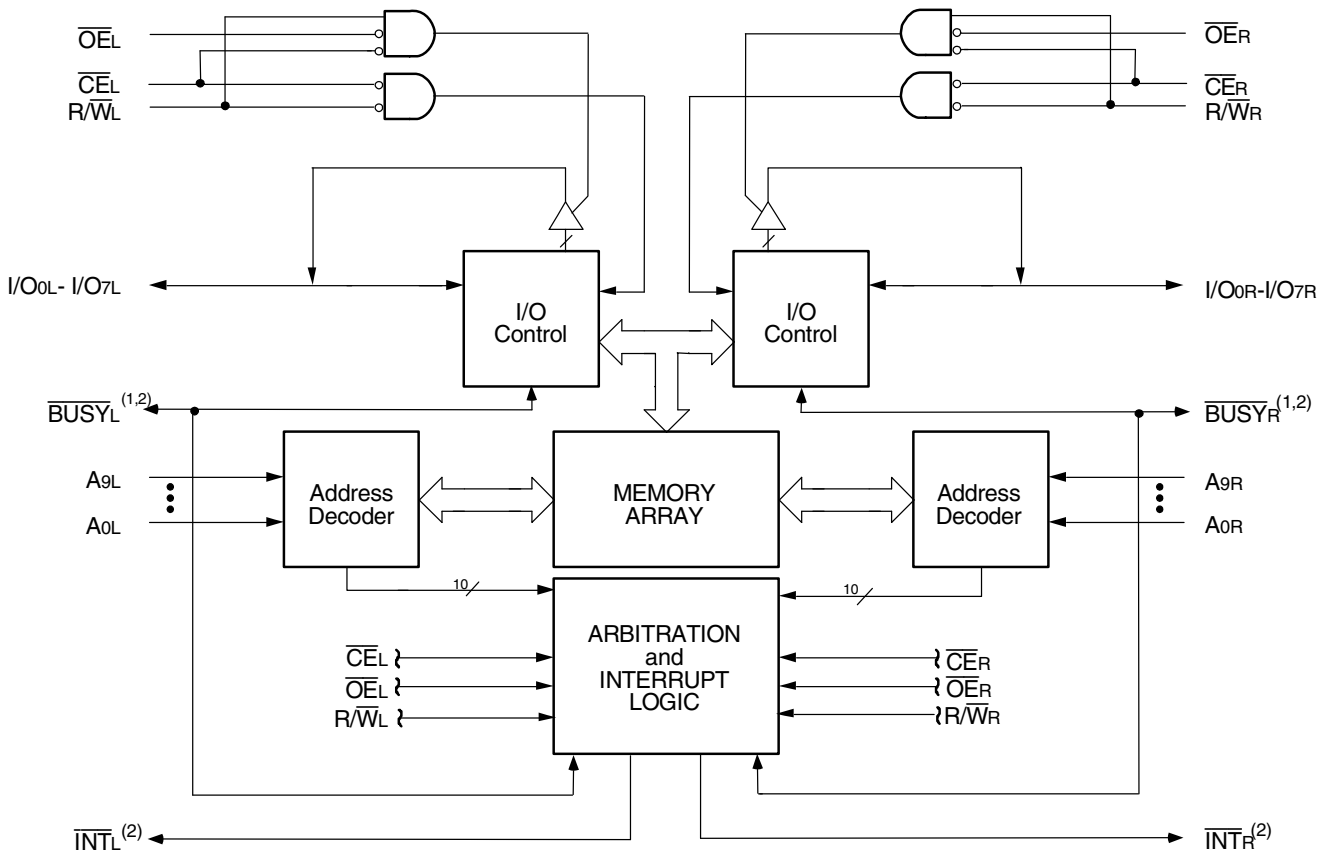 OEL
OER
CEL
CER
R/WL
R/WR
I/O0L- I/O7L
I/O
Control
I/O
Control
I/O0R-I/O7R
BUSYL(1,2)
BUSYR(1,2)
A9L
A0L
Address
Decoder
MEMORY
ARRAY
Address
Decoder
A9R
A0R
10
10
ARBITRATION
and
INTERRUPT
LOGIC
CEL
OEL
R/WL
CER
OER
R/WR
INTL(2)
INTR(2)